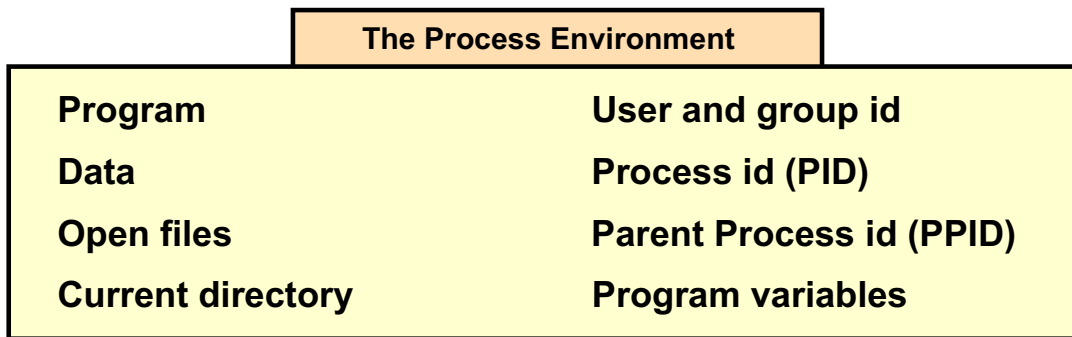 The Process Environment
Program
Data
Open files
Current directory
User and group id
Process id (PID)
Parent Process id (PPID)
Program variables